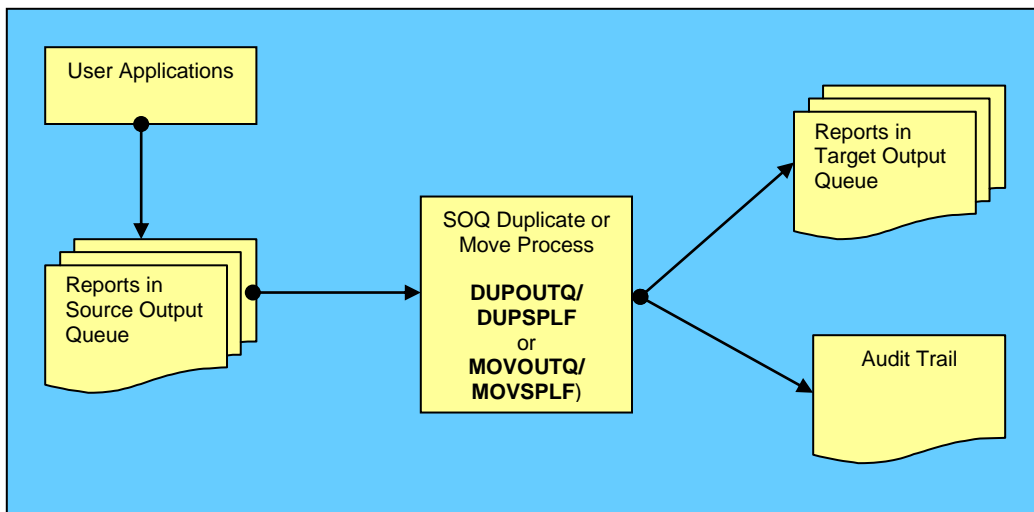 User Applications
Reports in
Source Output
Queue
SOQ Duplicate or
Move Process
DUPOUTQ/
DUPSPLF
or
MOVOUTQ/
MOVSPLF)
Reports in
Target Output
Queue
Audit Trail